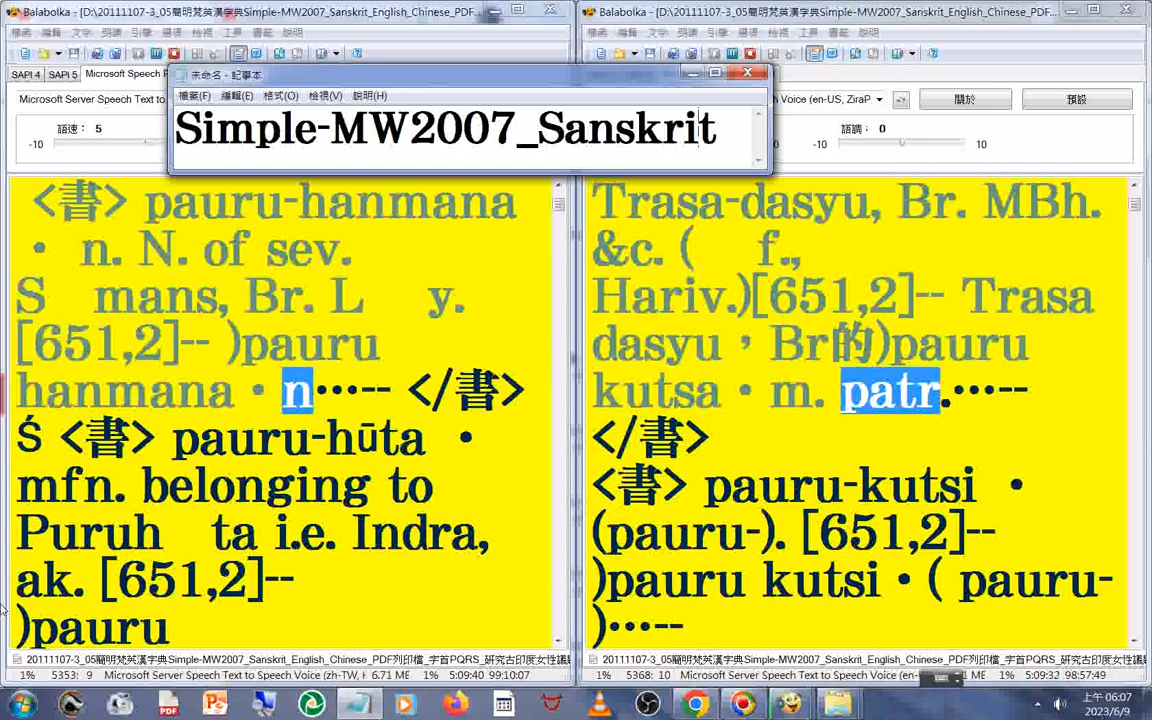 Balabolka - [D:\20111107-3_05簡明梵英漢字典Simple-MW2007_Sanskrit_English_Chinese_PDF...
Balabolka - [D:\20111107-3_05簡明梵英漢字典Simple-MW2007_Sanskrit_English_Chinese_PDF...
SAPI 4 SAPI 5 Microsoft Speech P
未命名 - 記事本
檔案(F) 編輯(E) 格式(O) 檢視(V) 說明(H)
Simple-MW2007_Sanskrit
Microsoft Server Speech Text to
Voice (en-US, ZiraP
關於
預設
語速： 5
語調： 0
-10
-10
10
<書> pauru-hanmana
• n. N. of sev.
S mans, Br. L y.
[651,2]-- )pauru
hanmana • n…-- </書>
Ś <書> pauru-hūta •
mfn. belonging to
Puruh ta i.e. Indra,
ak. [651,2]--
)pauru
Trasa-dasyu, Br. MBh.
&c. ( f.,
Hariv.)[651,2]-- Trasa
dasyu，Br的)pauru
kutsa • m. patr.…--
</書>
<書> pauru-kutsi •
(pauru-). [651,2]--
)pauru kutsi • ( pauru-
)…--
20111107-3_05簡明梵英漢字典Simple-MW2007_Sanskrit_English_Chinese_PDF列印檔_字首PQRS_研究古印度女性議
20111107-3_05簡明梵英漢字典Simple-MW2007_Sanskrit_English_Chinese_PDF列印檔_字首PQRS_研究古印度女性議
1% 5353: 9 Microsoft Server Speech Text to Speech Voice (zh-TW, H 6.71 ME 1% 5:09:40 99:10:07
1% 5368: 10 Microsoft Server Speech Text to Speech Voice (en- 1% 5:09:32 98:57:49
上午 06:07
2023/6/9